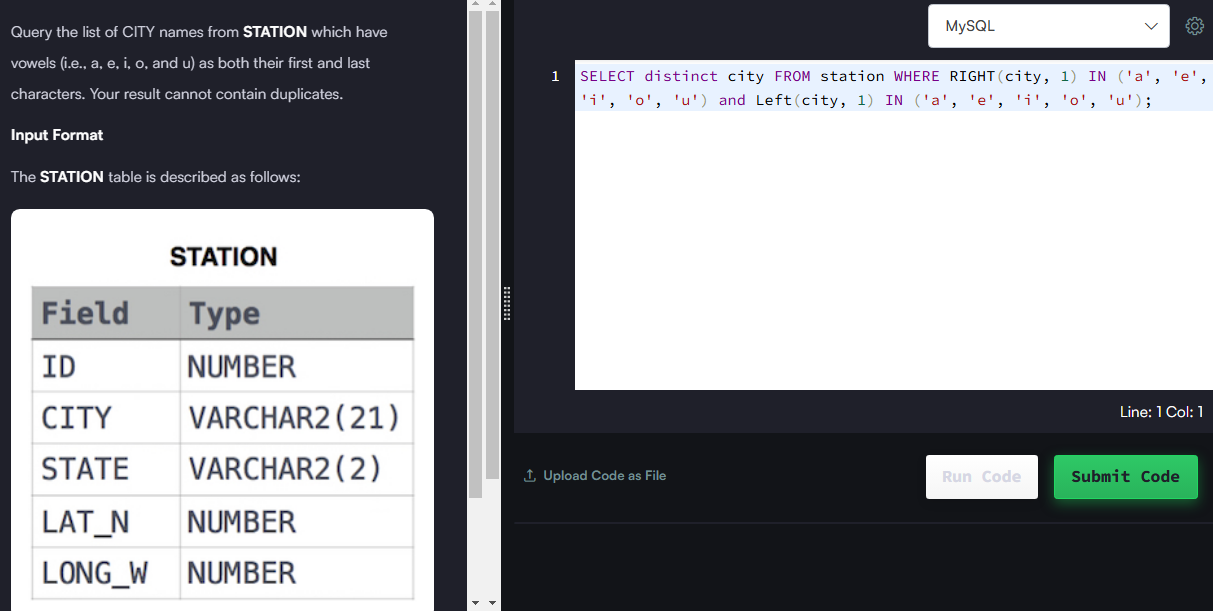 Query the list of CITY names from STATION which have
vowels (i.e., a, e, i, o, and u) as both their first and last
characters. Your result cannot contain duplicates.
Input Format
The STATION table is described as follows:
STATION
Field Type
ID NUMBER
CITY VARCHAR2(21)
STATE VARCHAR2(2)
LAT_N NUMBER
LONG_W NUMBER
MySQL
1 SELECT distinct city FROM station WHERE RIGHT(city, 1) IN ('a', 'e',
'i', 'o', 'u') and Left(city, 1) IN ('a', 'e', 'i', 'o', 'u');
Line: 1 Col: 1
Upload Code as File
Run Code
Submit Code